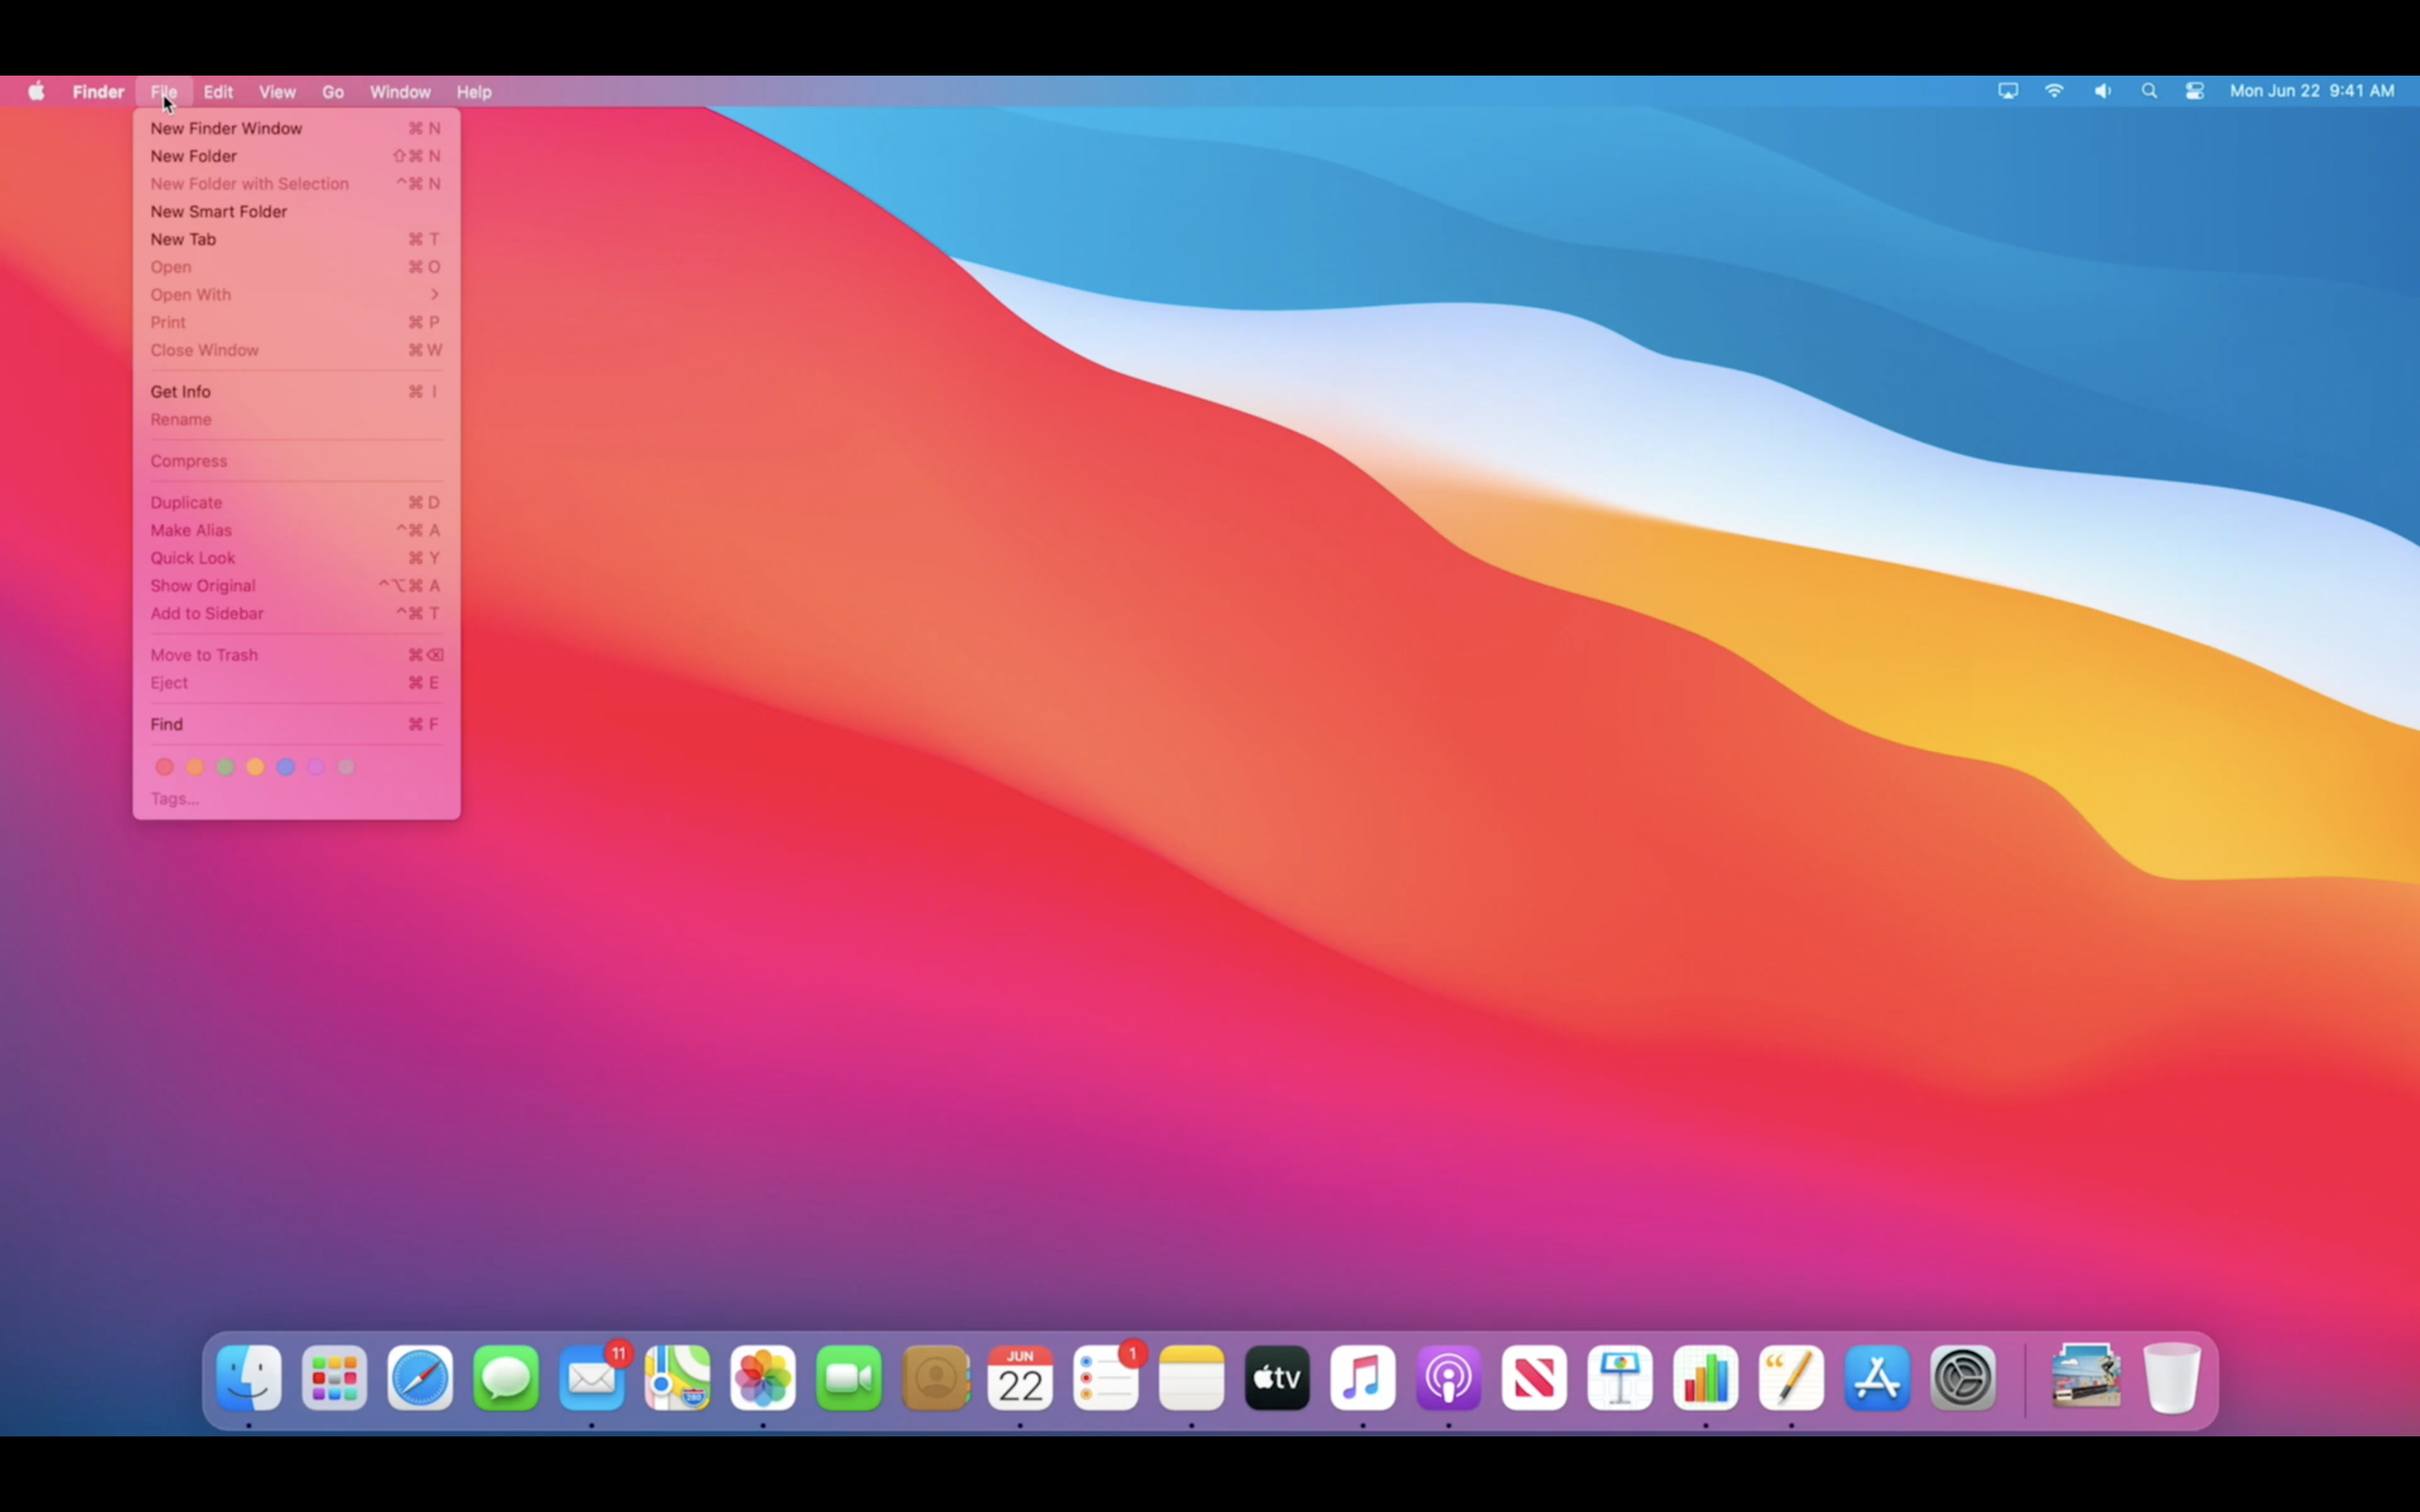 Finder File Edit View Go Window Help Mon Jun 22 9:41 AM
New Finder Window ⌘ N
New Folder ⇧⌘ N
New Folder with Selection ^⌘ N
New Smart Folder
New Tab ⌘ T
Open ⌘ O
Open With >
Print ⌘ P
Close Window ⌘ W
Get Info ⌘ I
Rename
Compress
Duplicate ⌘ D
Make Alias ^⌘ A
Quick Look ⌘ Y
Show Original ^⌥⌘ A
Add to Sidebar ^⌘ T
Move to Trash ⌘⌫
Eject ⌘ E
Find ⌘ F
Tags...
11
JUN
22
1
tv
280